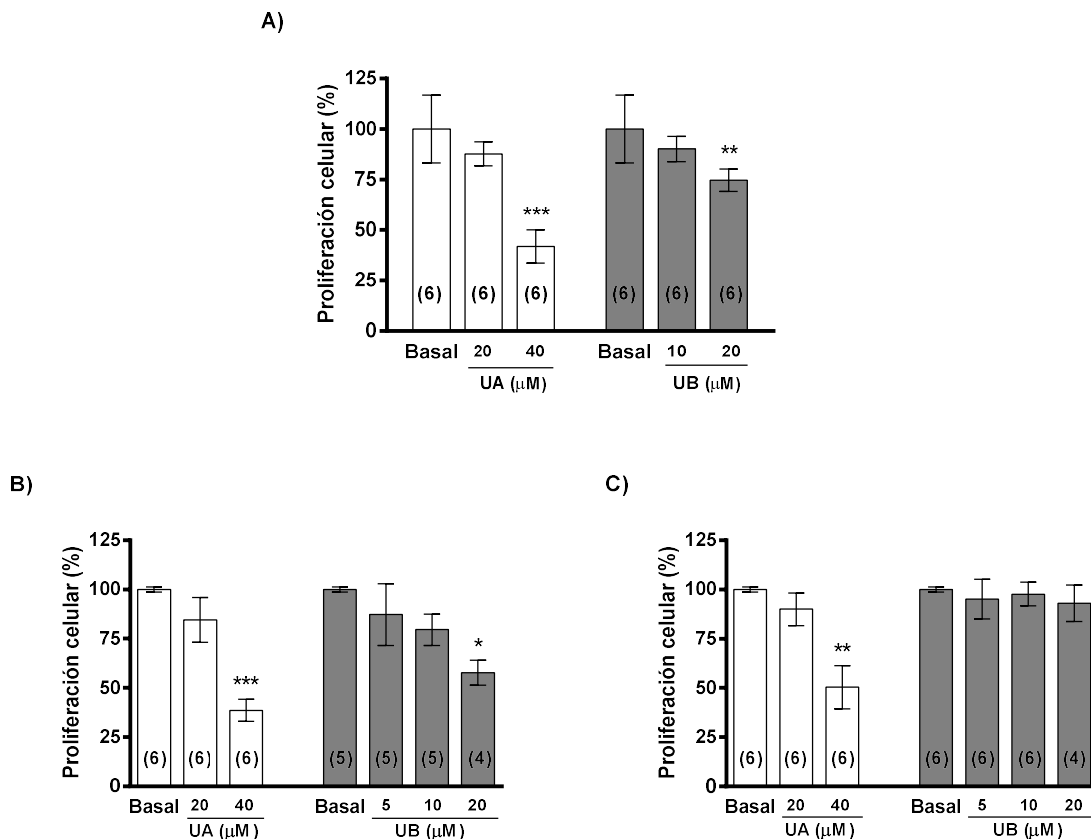 A)
Proliferación celular (%)
125
100
75
50
25
0
***
**
(6) (6) (6) (6) (6) (6)
Basal 20 40 Basal 10 20
UA (μM) UB (μM)
B)
Proliferación celular (%)
125
100
75
50
25
0
***
*
(6) (6) (6) (5) (5) (5) (4)
Basal 20 40 Basal 5 10 20
UA (μM) UB (μM)
C)
Proliferación celular (%)
125
100
75
50
25
0
**
(6) (6) (6) (6) (6) (6) (4)
Basal 20 40 Basal 5 10 20
UA (μM) UB (μM)